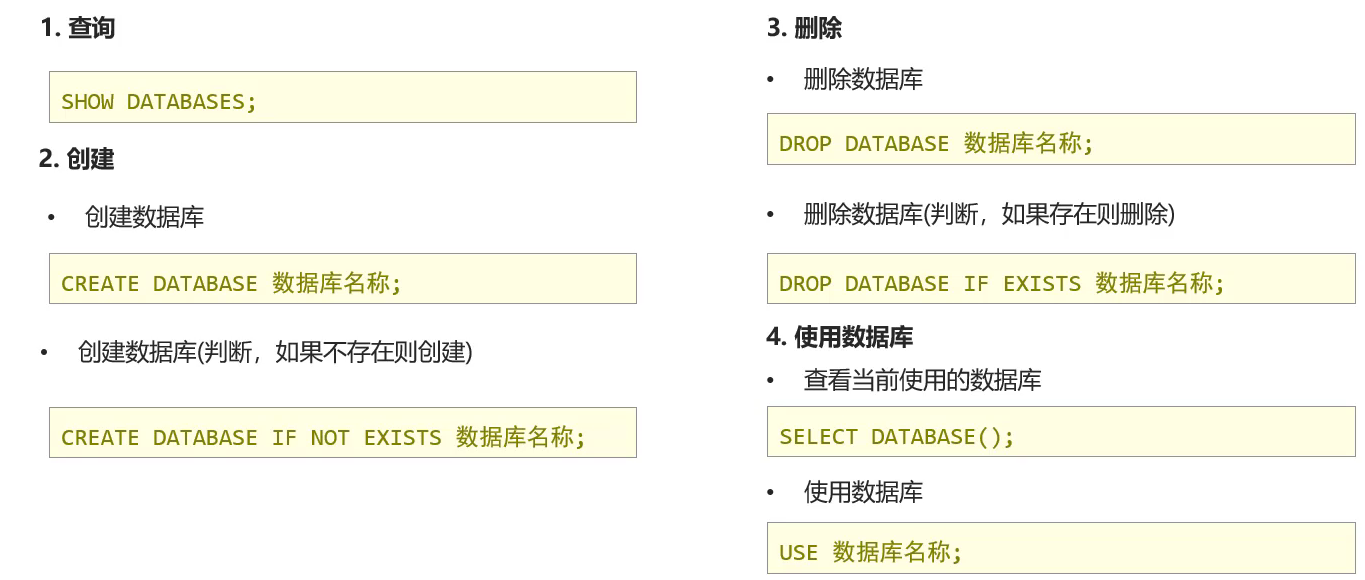 1. 查询
SHOW DATABASES;
2. 创建
• 创建数据库
CREATE DATABASE 数据库名称;
• 创建数据库(判断，如果不存在则创建)
CREATE DATABASE IF NOT EXISTS 数据库名称;
3. 删除
• 删除数据库
DROP DATABASE 数据库名称;
• 删除数据库(判断，如果存在则删除)
DROP DATABASE IF EXISTS 数据库名称;
4. 使用数据库
• 查看当前使用的数据库
SELECT DATABASE();
• 使用数据库
USE 数据库名称;